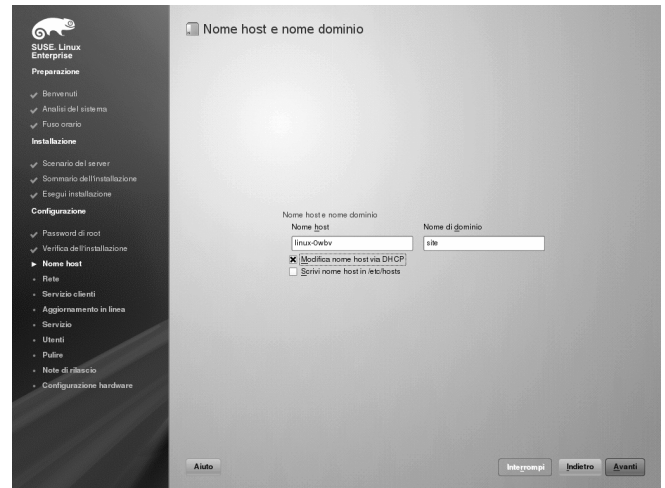 SUSE. Linux
Enterprise
Preparazione
Benvenuti
Analisi del sistema
Fuso orario
Installazione
Scenario del server
Sommario dell'installazione
Esegui installazione
Configurazione
Password di root
Verifica dell'installazione
Nome host
Rete
Servizio clienti
Aggiornamento in linea
Servizio
Utenti
Pulire
Note di rilascio
Configurazione hardware
Nome host e nome dominio
Nome host e nome dominio
Nome host
Nome di dominio
linux-0wbv
site
Modifica nome host via DHCP
Scrivi nome host in /etc/hosts
Aiuto
Interrompi
Indietro
Avanti